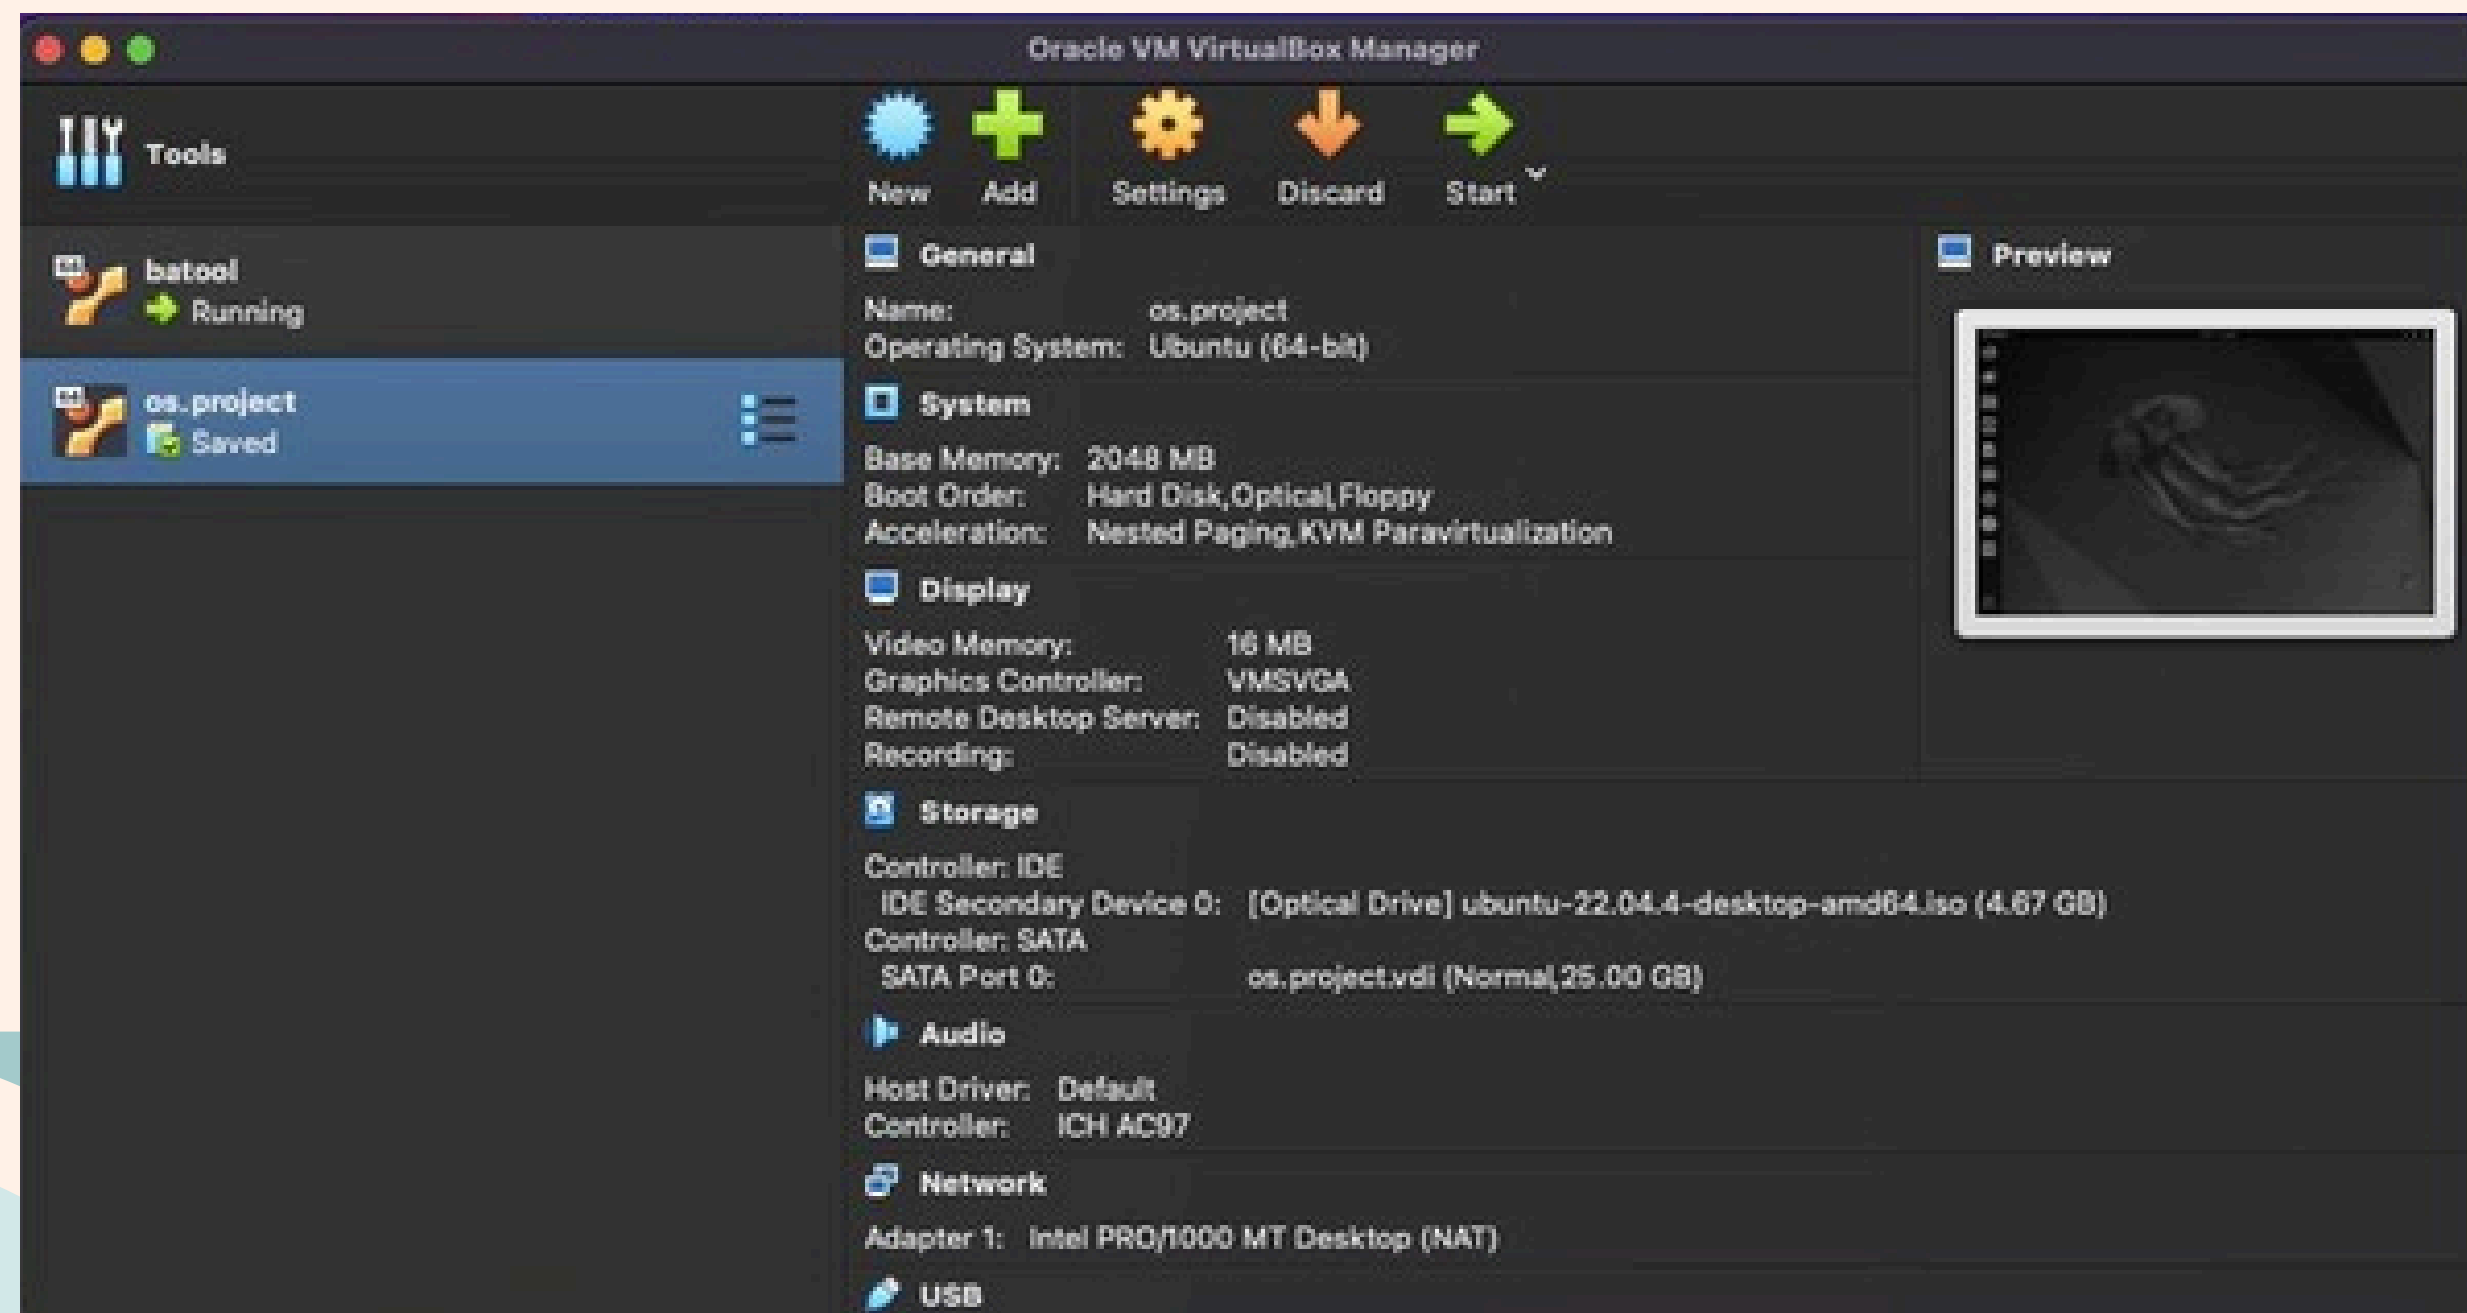 Oracle VM VirtualBox Manager
Tools
New Add Settings Discard Start
batool
Running
os.project
Saved
General
Name: os.project
Operating System: Ubuntu (64-bit)
System
Base Memory: 2048 MB
Boot Order: Hard Disk,Optical,Floppy
Acceleration: Nested Paging,KVM Paravirtualization
Display
Video Memory: 16 MB
Graphics Controller: VMSVGA
Remote Desktop Server: Disabled
Recording: Disabled
Storage
Controller: IDE
IDE Secondary Device 0: [Optical Drive] ubuntu-22.04.4-desktop-amd64.iso (4.67 GB)
Controller: SATA
SATA Port 0: os.project.vdi (Normal,25.00 GB)
Audio
Host Driver: Default
Controller: ICH AC97
Network
Adapter 1: Intel PRO/1000 MT Desktop (NAT)
USB
Preview